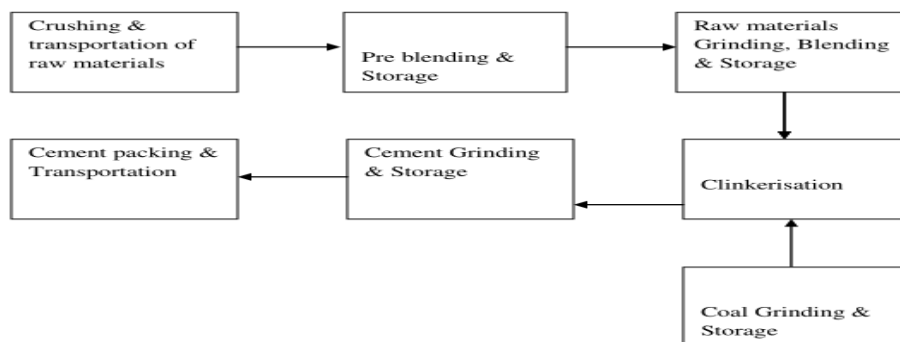 Crushing &
transportation of
raw materials
Pre blending &
Storage
Raw materials
Grinding, Blending
& Storage
Cement packing &
Transportation
Cement Grinding
& Storage
Clinkerisation
Coal Grinding &
Storage